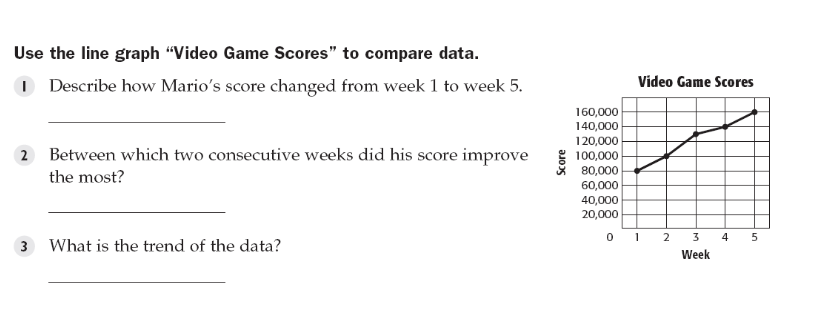 Use the line graph “Video Game Scores” to compare data.
1 Describe how Mario’s score changed from week 1 to week 5.
2 Between which two consecutive weeks did his score improve
the most?
3 What is the trend of the data?
Video Game Scores
160,000
140,000
120,000
100,000
80,000
60,000
40,000
20,000
Score
0 1 2 3 4 5
Week